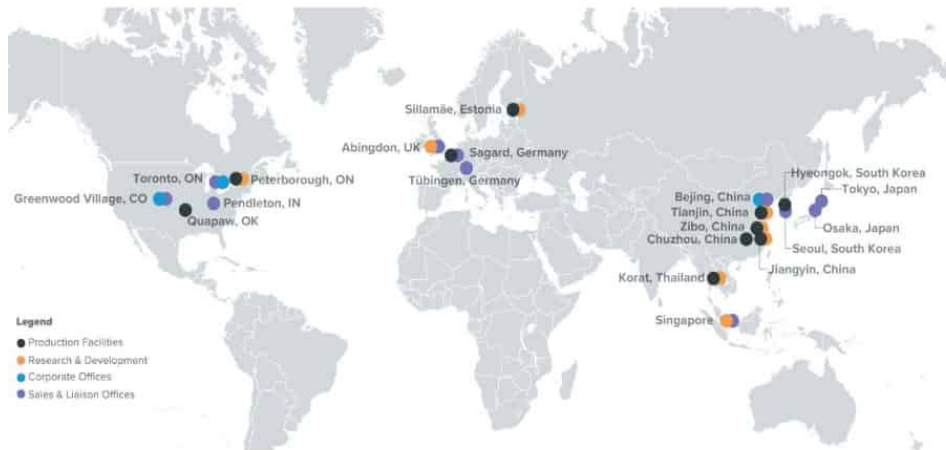 Sillamäe, Estonia
Abingdon, UK
Sagard, Germany
Tübingen, Germany
Hyeongok, South Korea
Tokyo, Japan
Toronto, ON
Peterborough, ON
Greenwood Village, CO
Pendleton, IN
Quapaw, OK
Bejing, China
Tianjin, China
Zibo, China
Osaka, Japan
Chuzhou, China
Seoul, South Korea
Jiangyin, China
Korat, Thailand
Singapore
Legend
Production Facilities
Research & Development
Corporate Offices
Sales & Liaison Offices